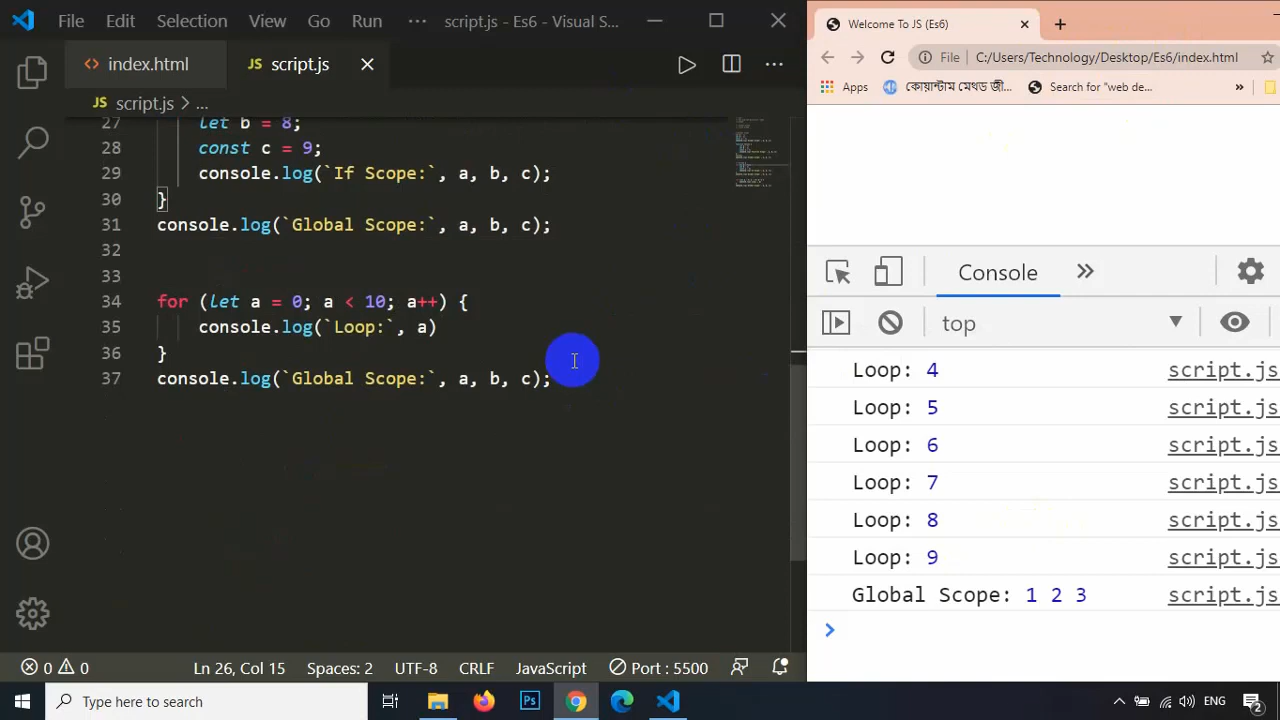 File Edit Selection View Go Run ··· script.js - Es6 - Visual S...
index.html
JS script.js
JS script.js > ...
27 let b = 8;
28 const c = 9;
29 console.log(`If Scope:`, a, b, c);
30 }
31 console.log(`Global Scope:`, a, b, c);
32
33
34 for (let a = 0; a < 10; a++) {
35 console.log(`Loop:`, a)
36 }
37 console.log(`Global Scope:`, a, b, c);
Ln 26, Col 15 Spaces: 2 UTF-8 CRLF JavaScript Port : 5500
0 0
Welcome To JS (Es6)
File C:/Users/Technology/Desktop/Es6/index.html
Apps কোয়ান্টাম মেথড জী... Search for "web de... »
Console »
top
Loop: 4 script.js
Loop: 5 script.js
Loop: 6 script.js
Loop: 7 script.js
Loop: 8 script.js
Loop: 9 script.js
Global Scope: 1 2 3 script.js
Type here to search
Ps
ENG
2